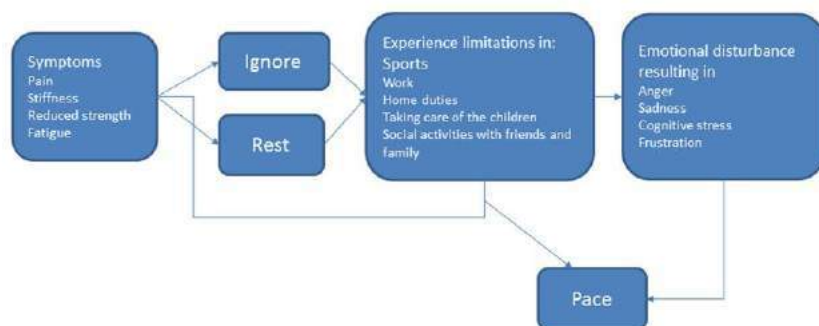 Symptoms
Pain
Stiffness
Reduced strength
Fatigue
Ignore
Rest
Experience limitations in:
Sports
Work
Home duties
Taking care of the children
Social activities with friends and
family
Emotional disturbance
resulting in
Anger
Sadness
Cognitive stress
Frustration
Pace